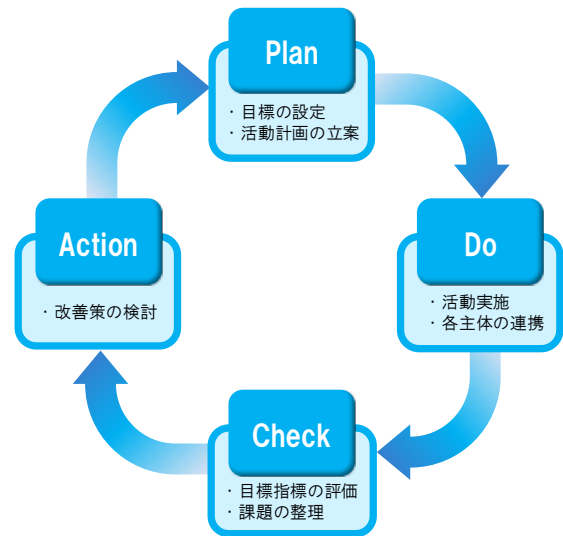 Plan
・目標の設定
・活動計画の立案
Do
・活動実施
・各主体の連携
Check
・目標指標の評価
・課題の整理
Action
・改善策の検討